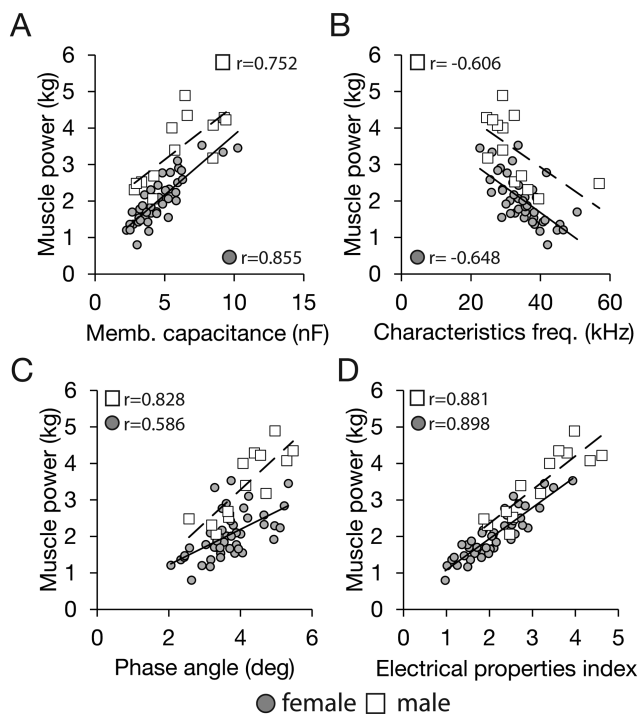 A
B
6
5
4
3
2
1
0
Muscle power (kg)
r=0.752
r=0.855
0 5 10 15
Memb. capacitance (nF)
6
5
4
3
2
1
0
Muscle power (kg)
r= -0.606
r= -0.648
0 20 40 60
Characteristics freq. (kHz)
C
D
6
5
4
3
2
1
0
Muscle power (kg)
r=0.828
r=0.586
0 2 4 6
Phase angle (deg)
6
5
4
3
2
1
0
Muscle power (kg)
r=0.881
r=0.898
0 1 2 3 4 5
Electrical properties index
female male